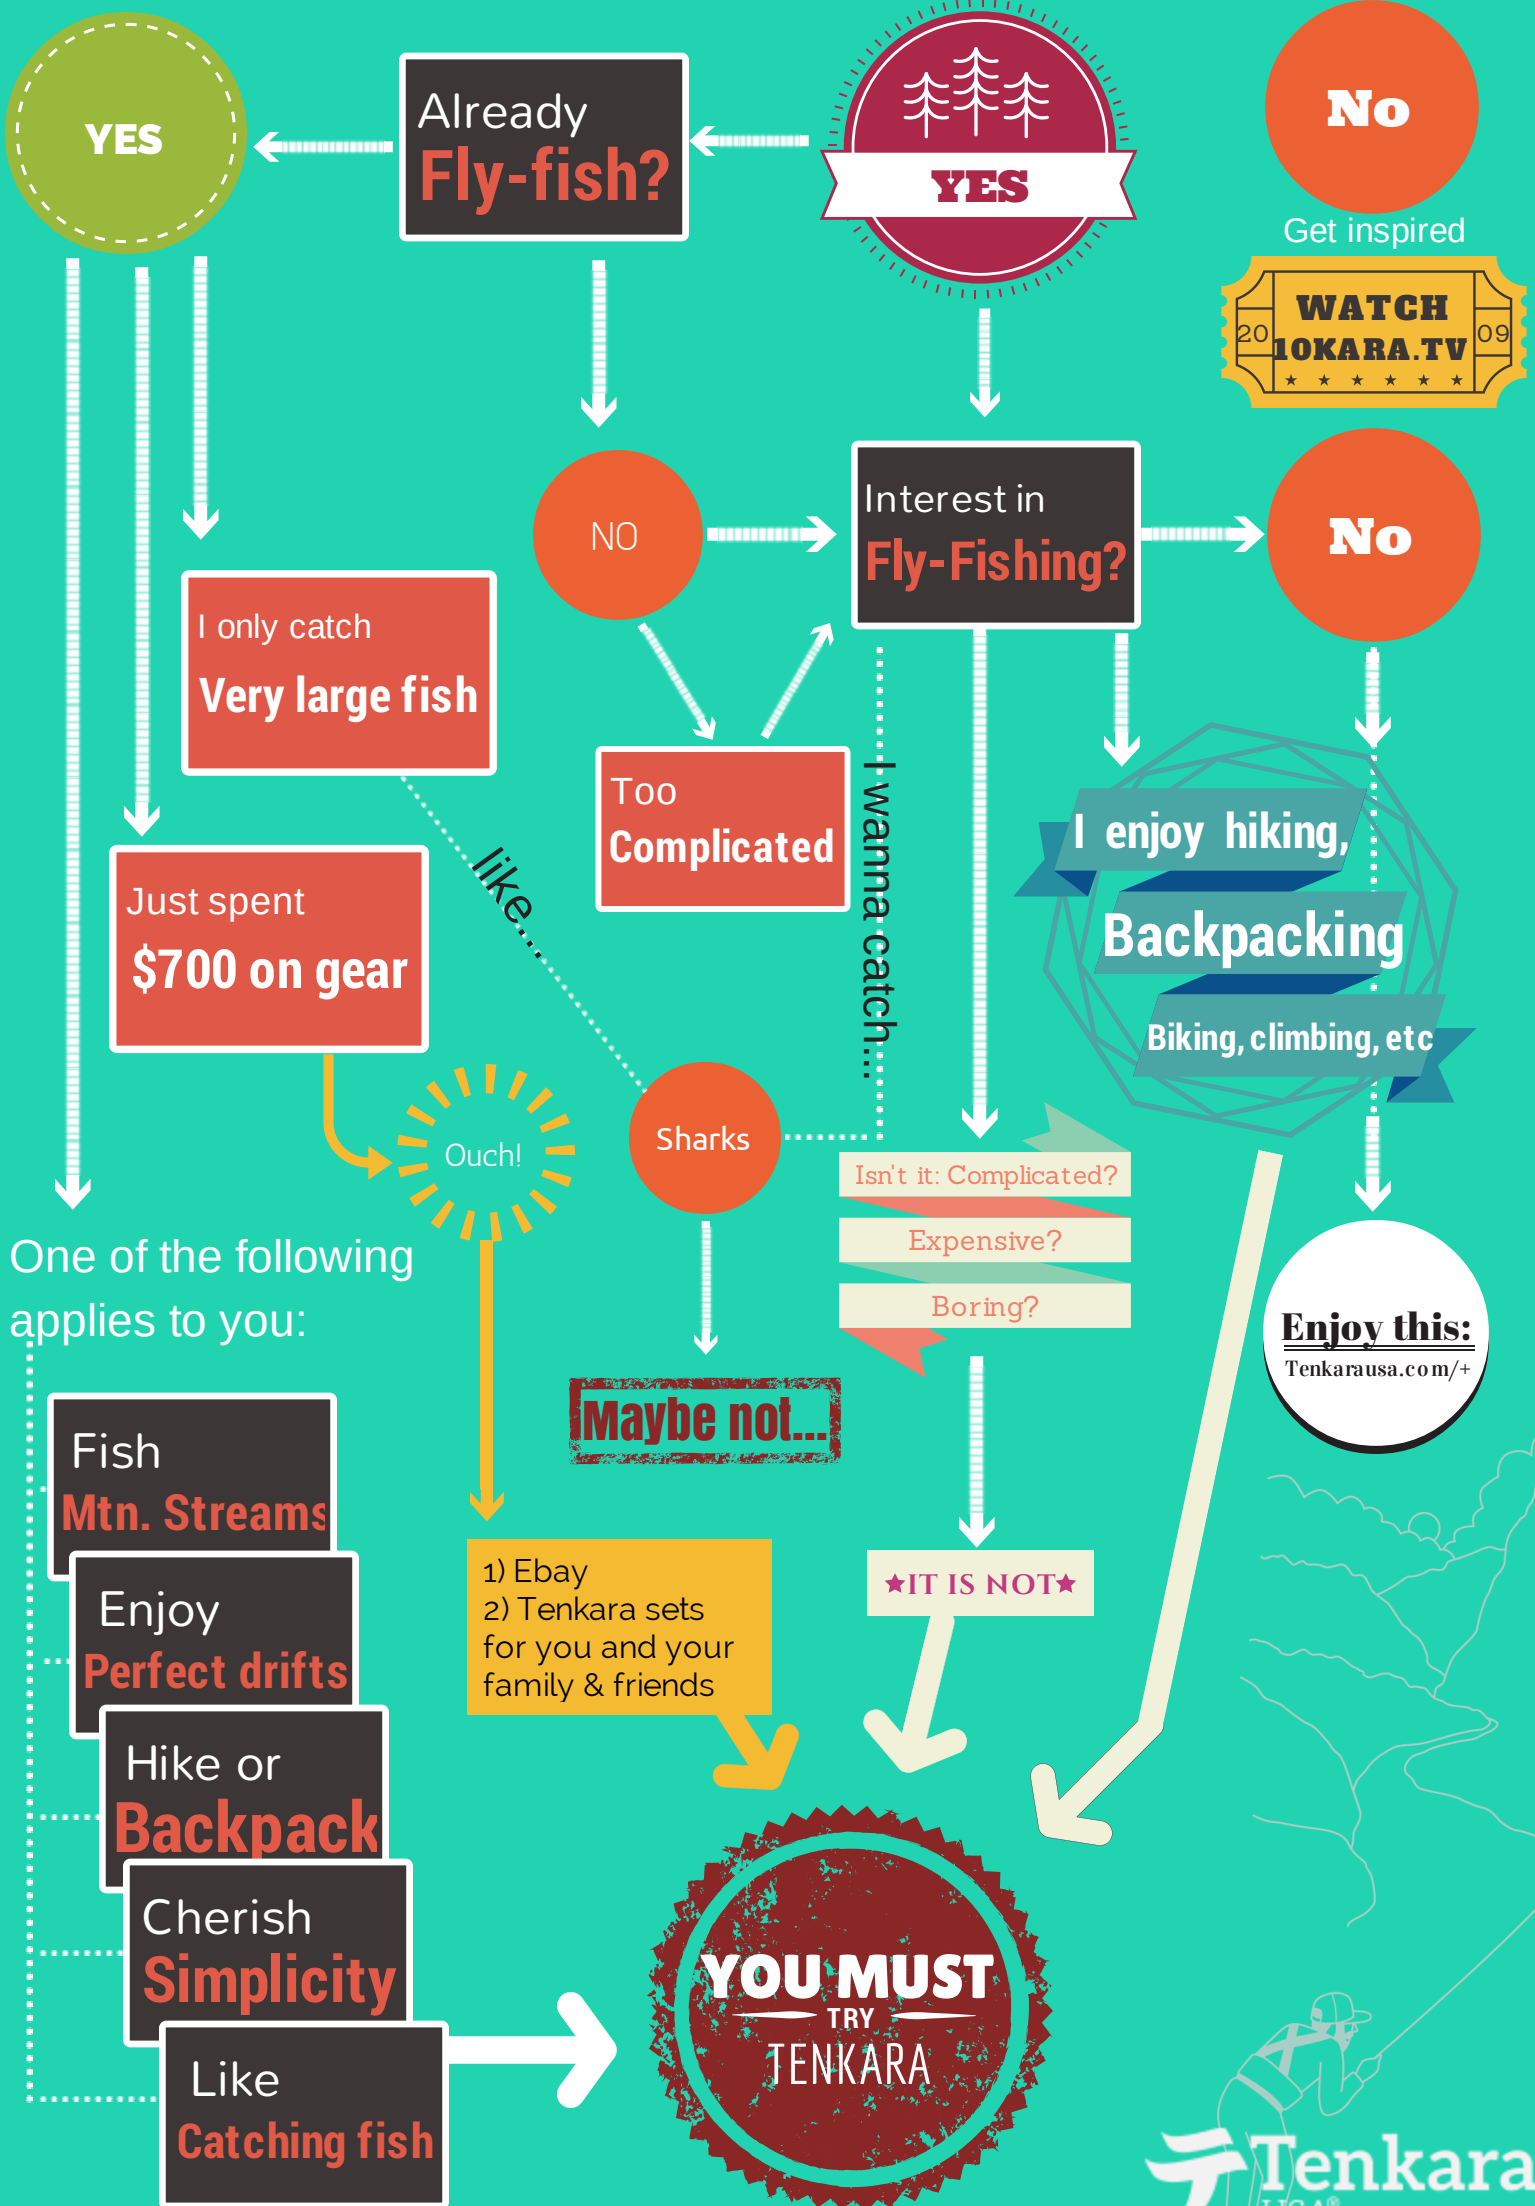 YES
Already
Fly-fish?
YES
No
Get inspired
20
WATCH
10KARA.TV
09
NO
Interest in
Fly-Fishing?
No
I only catch
Very large fish
Too
Complicated
I wanna catch...
like...
I enjoy hiking,
Backpacking
Biking, climbing, etc
Just spent
$700 on gear
Ouch!
Sharks
Isn't it: Complicated?
Expensive?
Boring?
One of the following
applies to you:
Enjoy this:
Tenkarausa.com/+
Maybe not...
Fish
Mtn. Streams
Enjoy
Perfect drifts
Hike or
Backpack
Cherish
Simplicity
Like
Catching fish
1) Ebay
2) Tenkara sets
for you and your
family & friends
IT IS NOT
YOU MUST
TRY
TENKARA
Tenkara
USA®